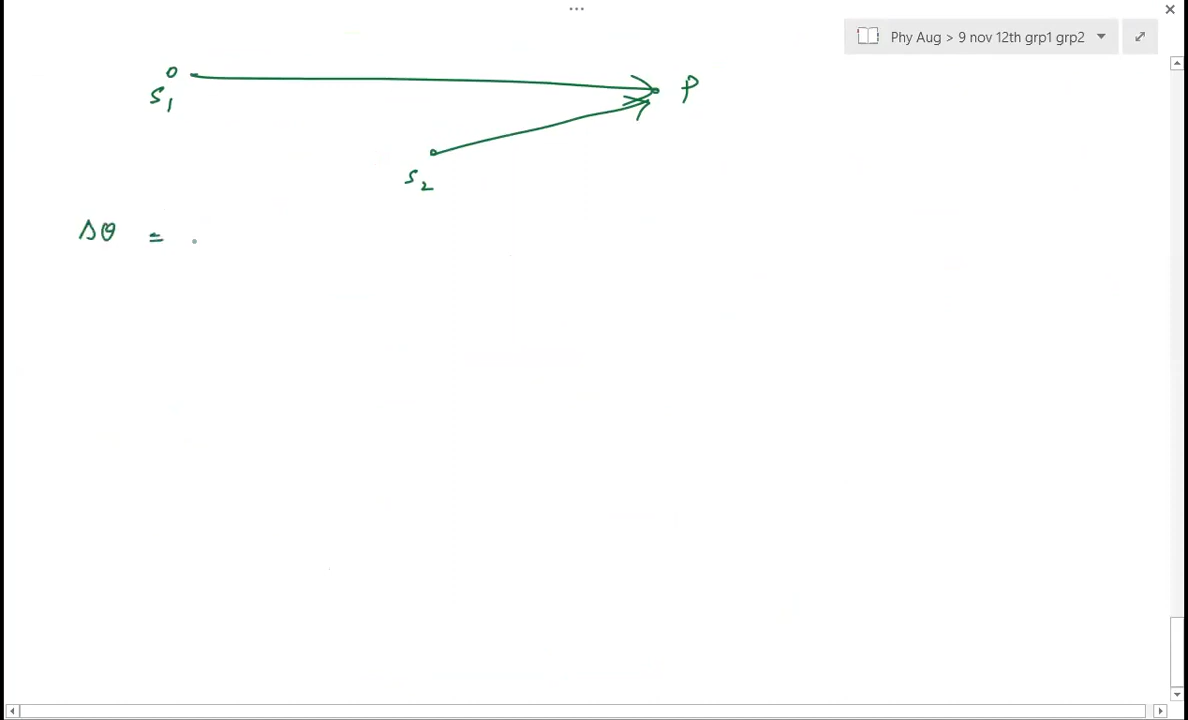 Phy Aug > 9 nov 12th grp1 grp2
S1
P
S2
Δθ =